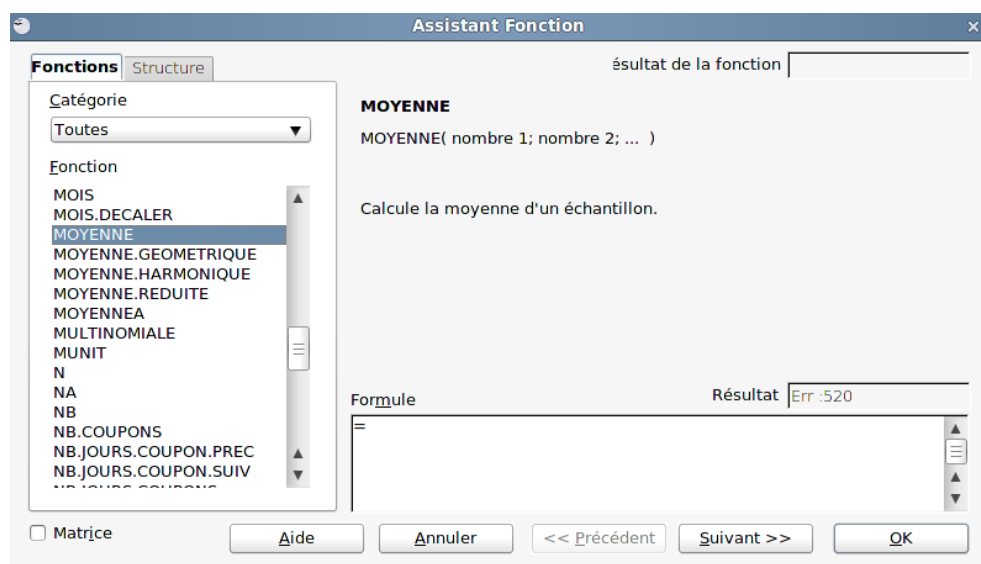 Assistant Fonction
Fonctions Structure
ésultat de la fonction
Catégorie
Toutes
Fonction
MOIS
MOIS.DECALER
MOYENNE
MOYENNE.GEOMETRIQUE
MOYENNE.HARMONIQUE
MOYENNE.REDUITE
MOYENNEA
MULTINOMIALE
MUNIT
N
NA
NB
NB.COUPONS
NB.JOURS.COUPON.PREC
NB.JOURS.COUPON.SUIV
MOYENNE
MOYENNE( nombre 1; nombre 2; ... )
Calcule la moyenne d'un échantillon.
Formule
Résultat Err :520
=
Matrice
Aide
Annuler
<< Précédent
Suivant >>
OK